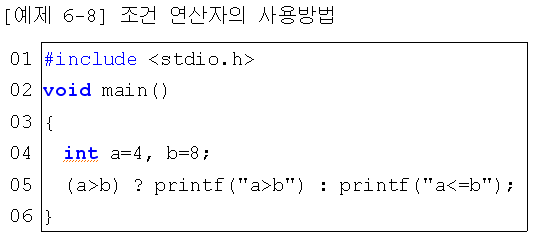 [예제 6-8] 조건 연산자의 사용방법
01 #include <stdio.h>
02 void main()
03 {
04 int a=4, b=8;
05 (a>b) ? printf("a>b") : printf("a<=b");
06 }